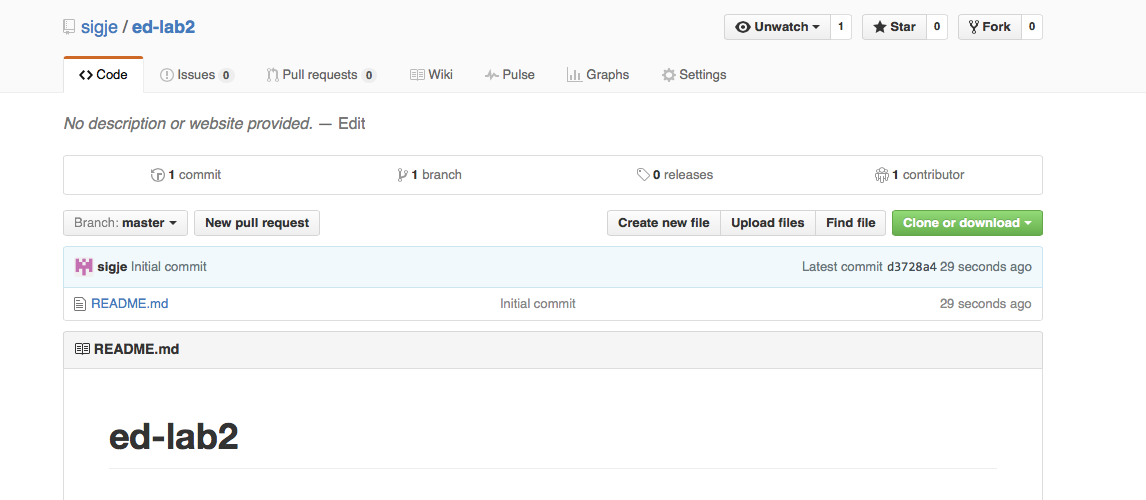 sigje / ed-lab2
Unwatch 1 Star 0 Fork 0
Code Issues 0 Pull requests 0 Wiki Pulse Graphs Settings
No description or website provided. — Edit
1 commit 1 branch 0 releases 1 contributor
Branch: master New pull request Create new file Upload files Find file Clone or download
sigje Initial commit Latest commit d3728a4 29 seconds ago
README.md Initial commit 29 seconds ago
README.md
ed-lab2